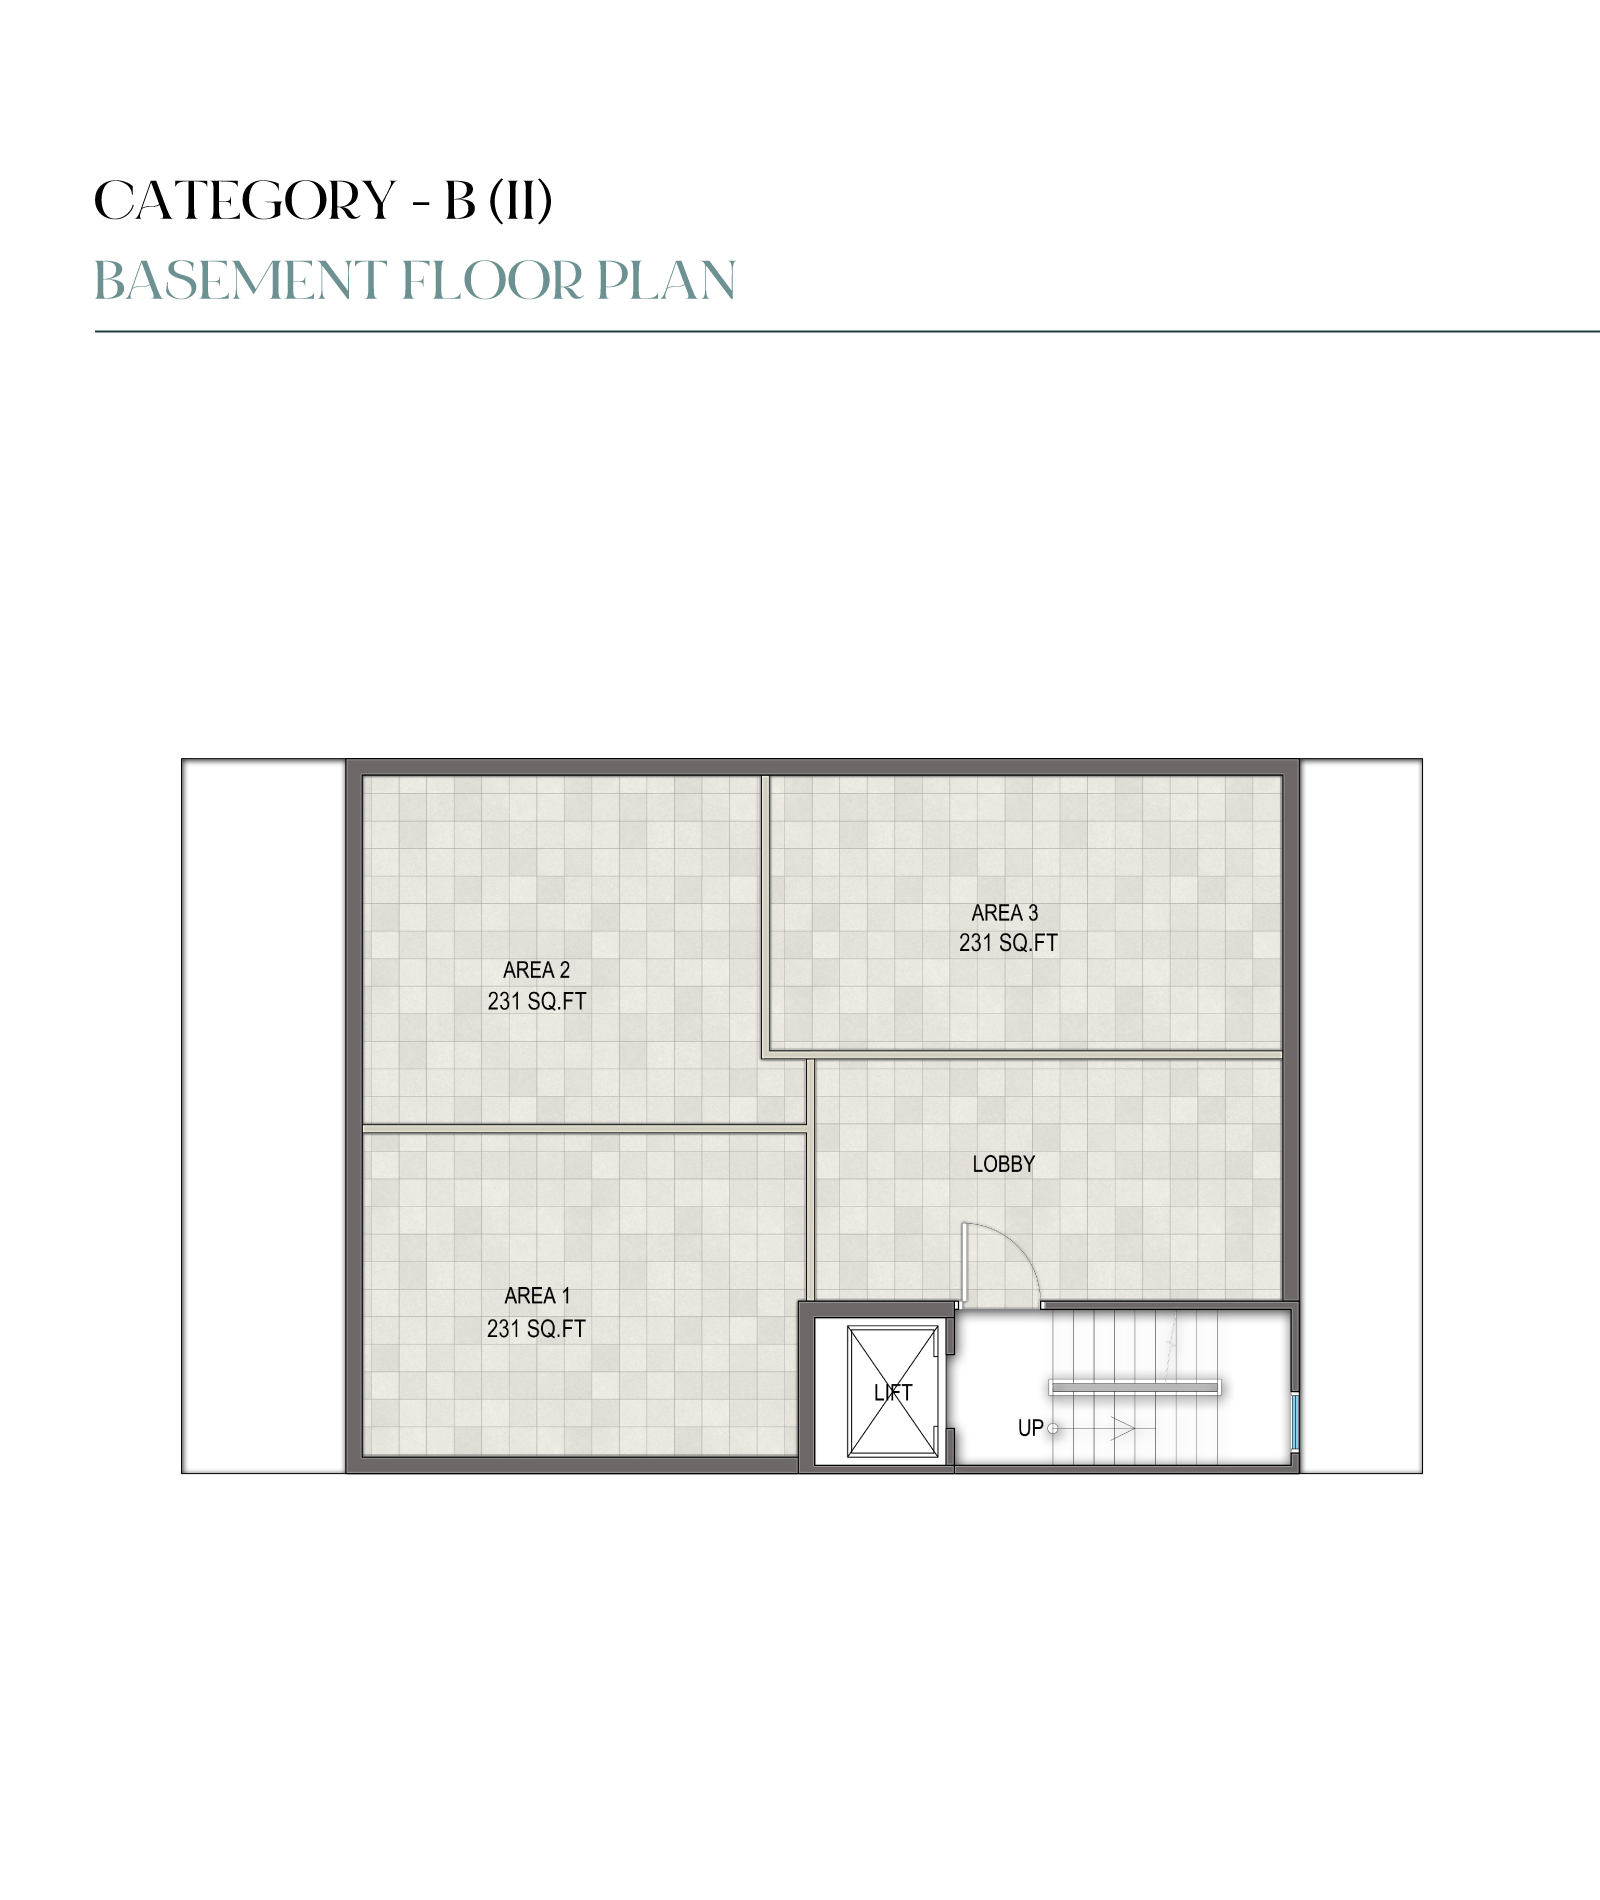 CATEGORY - B (II)
BASEMENT FLOOR PLAN
AREA 3
231 SQ.FT
AREA 2
231 SQ.FT
LOBBY
AREA 1
231 SQ.FT
LIFT
UP